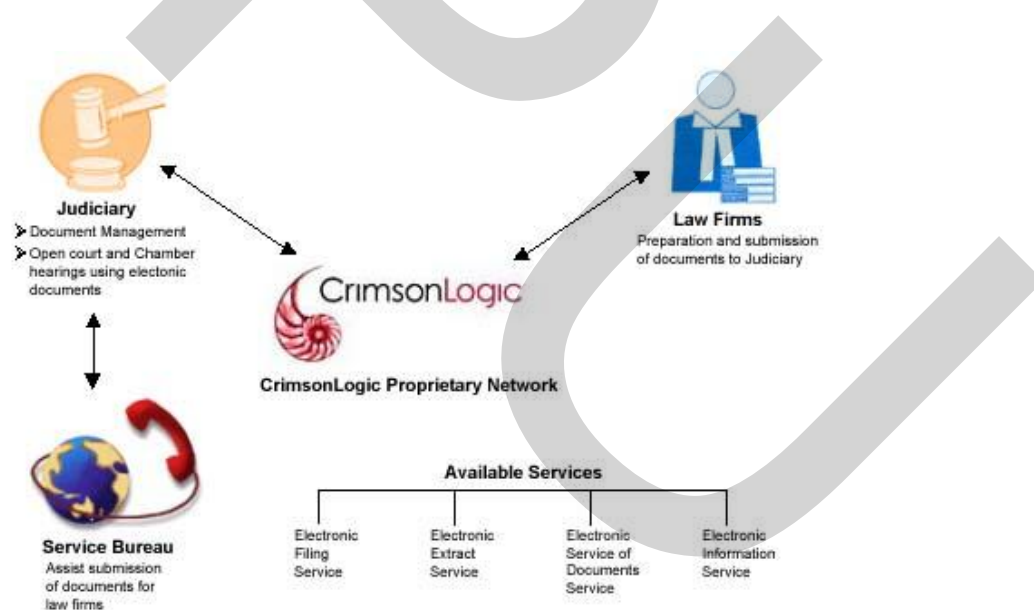 Judiciary
Document Management
Open court and Chamber
hearings using electonic
documents
Law Firms
Preparation and submission
of documents to Judiciary
CrimsonLogic
CrimsonLogic Proprietary Network
Service Bureau
Assist submission
of documents for
law firms
Available Services
Electronic
Filing
Service
Electronic
Extract
Service
Electronic
Service of
Documents
Service
Electronic
Information
Service